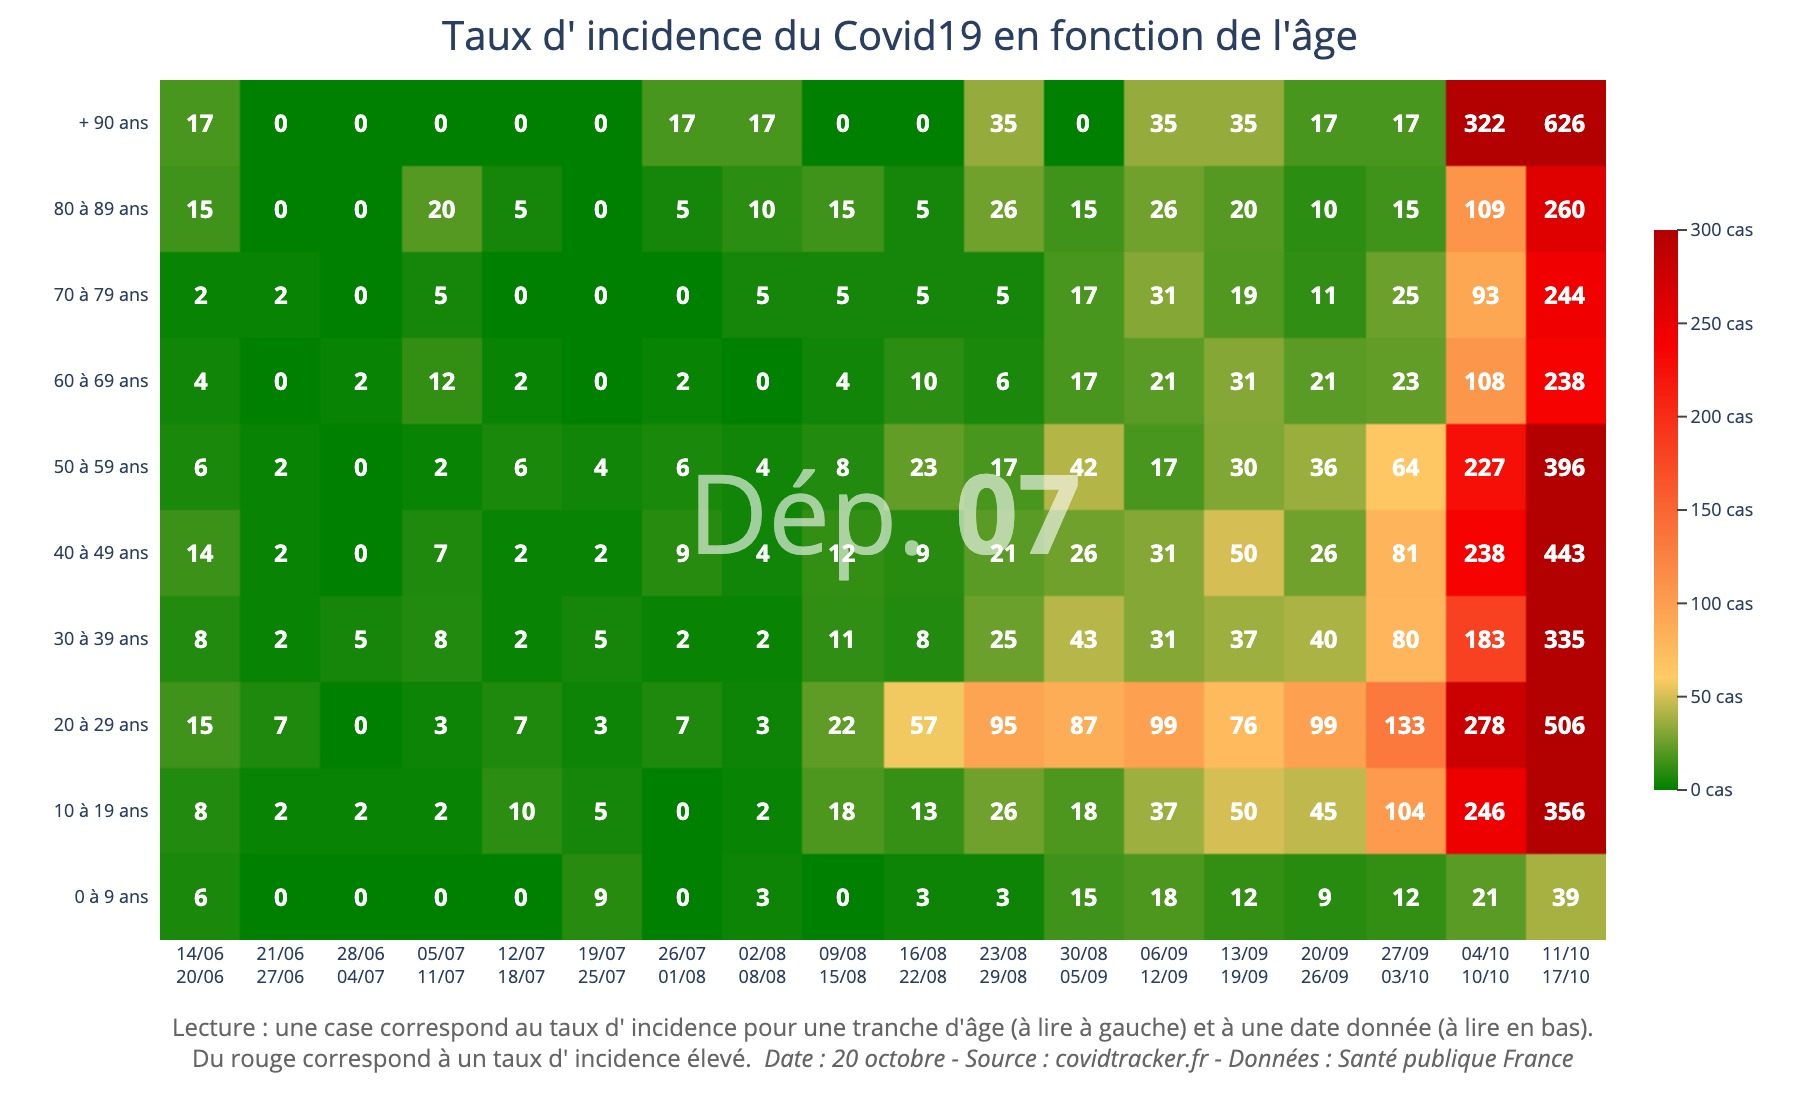 Taux d' incidence du Covid19 en fonction de l'âge
+ 90 ans 17 0 0 0 0 0 17 17 0 0 35 0 35 35 17 17 322 626
80 à 89 ans 15 0 0 20 5 0 5 10 15 5 26 15 26 20 10 15 109 260
70 à 79 ans 2 2 0 5 0 0 0 5 5 5 5 17 31 19 11 25 93 244
60 à 69 ans 4 0 2 12 2 0 2 0 4 10 6 17 21 31 21 23 108 238
50 à 59 ans 6 2 0 2 6 4 6 4 8 23 17 42 17 30 36 64 227 396
Dép. 07
40 à 49 ans 14 2 0 7 2 2 9 4 12 9 21 26 31 50 26 81 238 443
30 à 39 ans 8 2 5 8 2 5 2 2 11 8 25 43 31 37 40 80 183 335
20 à 29 ans 15 7 0 3 7 3 7 3 22 57 95 87 99 76 99 133 278 506
10 à 19 ans 8 2 2 2 10 5 0 2 18 13 26 18 37 50 45 104 246 356
0 à 9 ans 6 0 0 0 0 9 0 3 0 3 3 15 18 12 9 12 21 39
14/06 21/06 28/06 05/07 12/07 19/07 26/07 02/08 09/08 16/08 23/08 30/08 06/09 13/09 20/09 27/09 04/10 11/10
20/06 27/06 04/07 11/07 18/07 25/07 01/08 08/08 15/08 22/08 29/08 05/09 12/09 19/09 26/09 03/10 10/10 17/10
300 cas
250 cas
200 cas
150 cas
100 cas
50 cas
0 cas
Lecture : une case correspond au taux d' incidence pour une tranche d'âge (à lire à gauche) et à une date donnée (à lire en bas).
Du rouge correspond à un taux d' incidence élevé. Date : 20 octobre - Source : covidtracker.fr - Données : Santé publique France